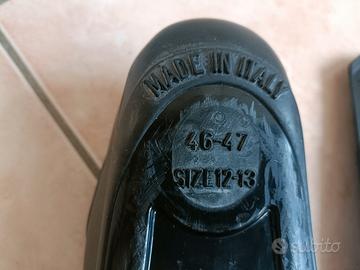 MADE IN ITALY
46-47
SIZE 12-13
subito